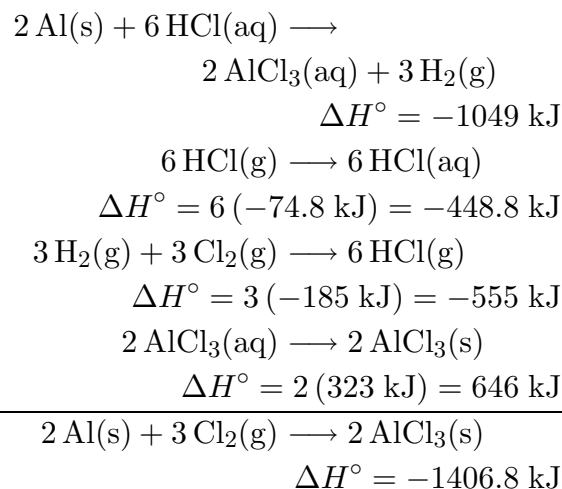 2 Al(s) + 6 HCl(aq) ⟶
2 AlCl₃(aq) + 3 H₂(g)
ΔH° = −1049 kJ
6 HCl(g) ⟶ 6 HCl(aq)
ΔH° = 6 (−74.8 kJ) = −448.8 kJ
3 H₂(g) + 3 Cl₂(g) ⟶ 6 HCl(g)
ΔH° = 3 (−185 kJ) = −555 kJ
2 AlCl₃(aq) ⟶ 2 AlCl₃(s)
ΔH° = 2 (323 kJ) = 646 kJ
2 Al(s) + 3 Cl₂(g) ⟶ 2 AlCl₃(s)
ΔH° = −1406.8 kJ